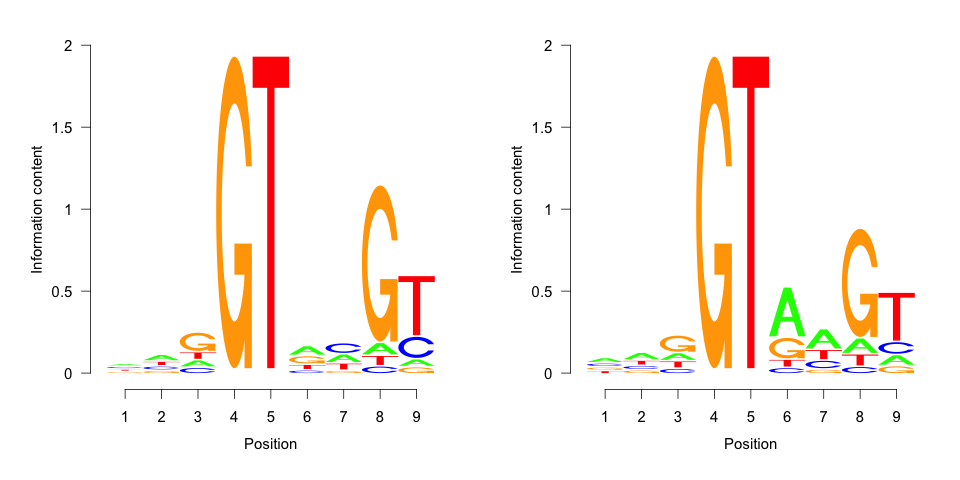 2
1.5
1
0.5
0
Information content
A C T G
A T C G
G T A C
G
T
A G T C
C A T G
G A T C
T C A G
1 2 3 4 5 6 7 8 9
Position
2
1.5
1
0.5
0
Information content
A C G T
A C T G
G A T C
G
T
A G T C
A T C G
G A T C
T C A G
1 2 3 4 5 6 7 8 9
Position